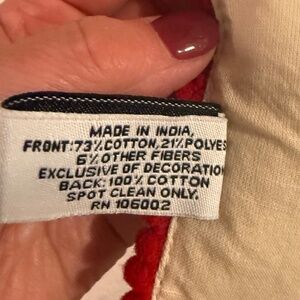 MADE IN INDIA,
FRONT: 73% COTTON, 21% POLYES
6% OTHER FIBERS
EXCLUSIVE OF DECORATION
BACK: 100% COTTON
SPOT CLEAN ONLY.
RN 106002